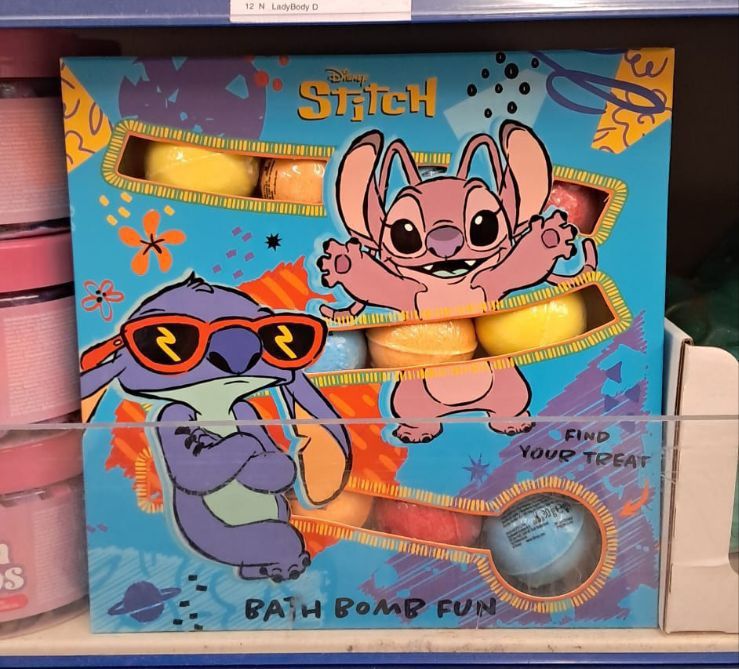 12 N LadyBody D
Disney
STITCH
FIND
YOUR TREAT
BATH BOMB FUN